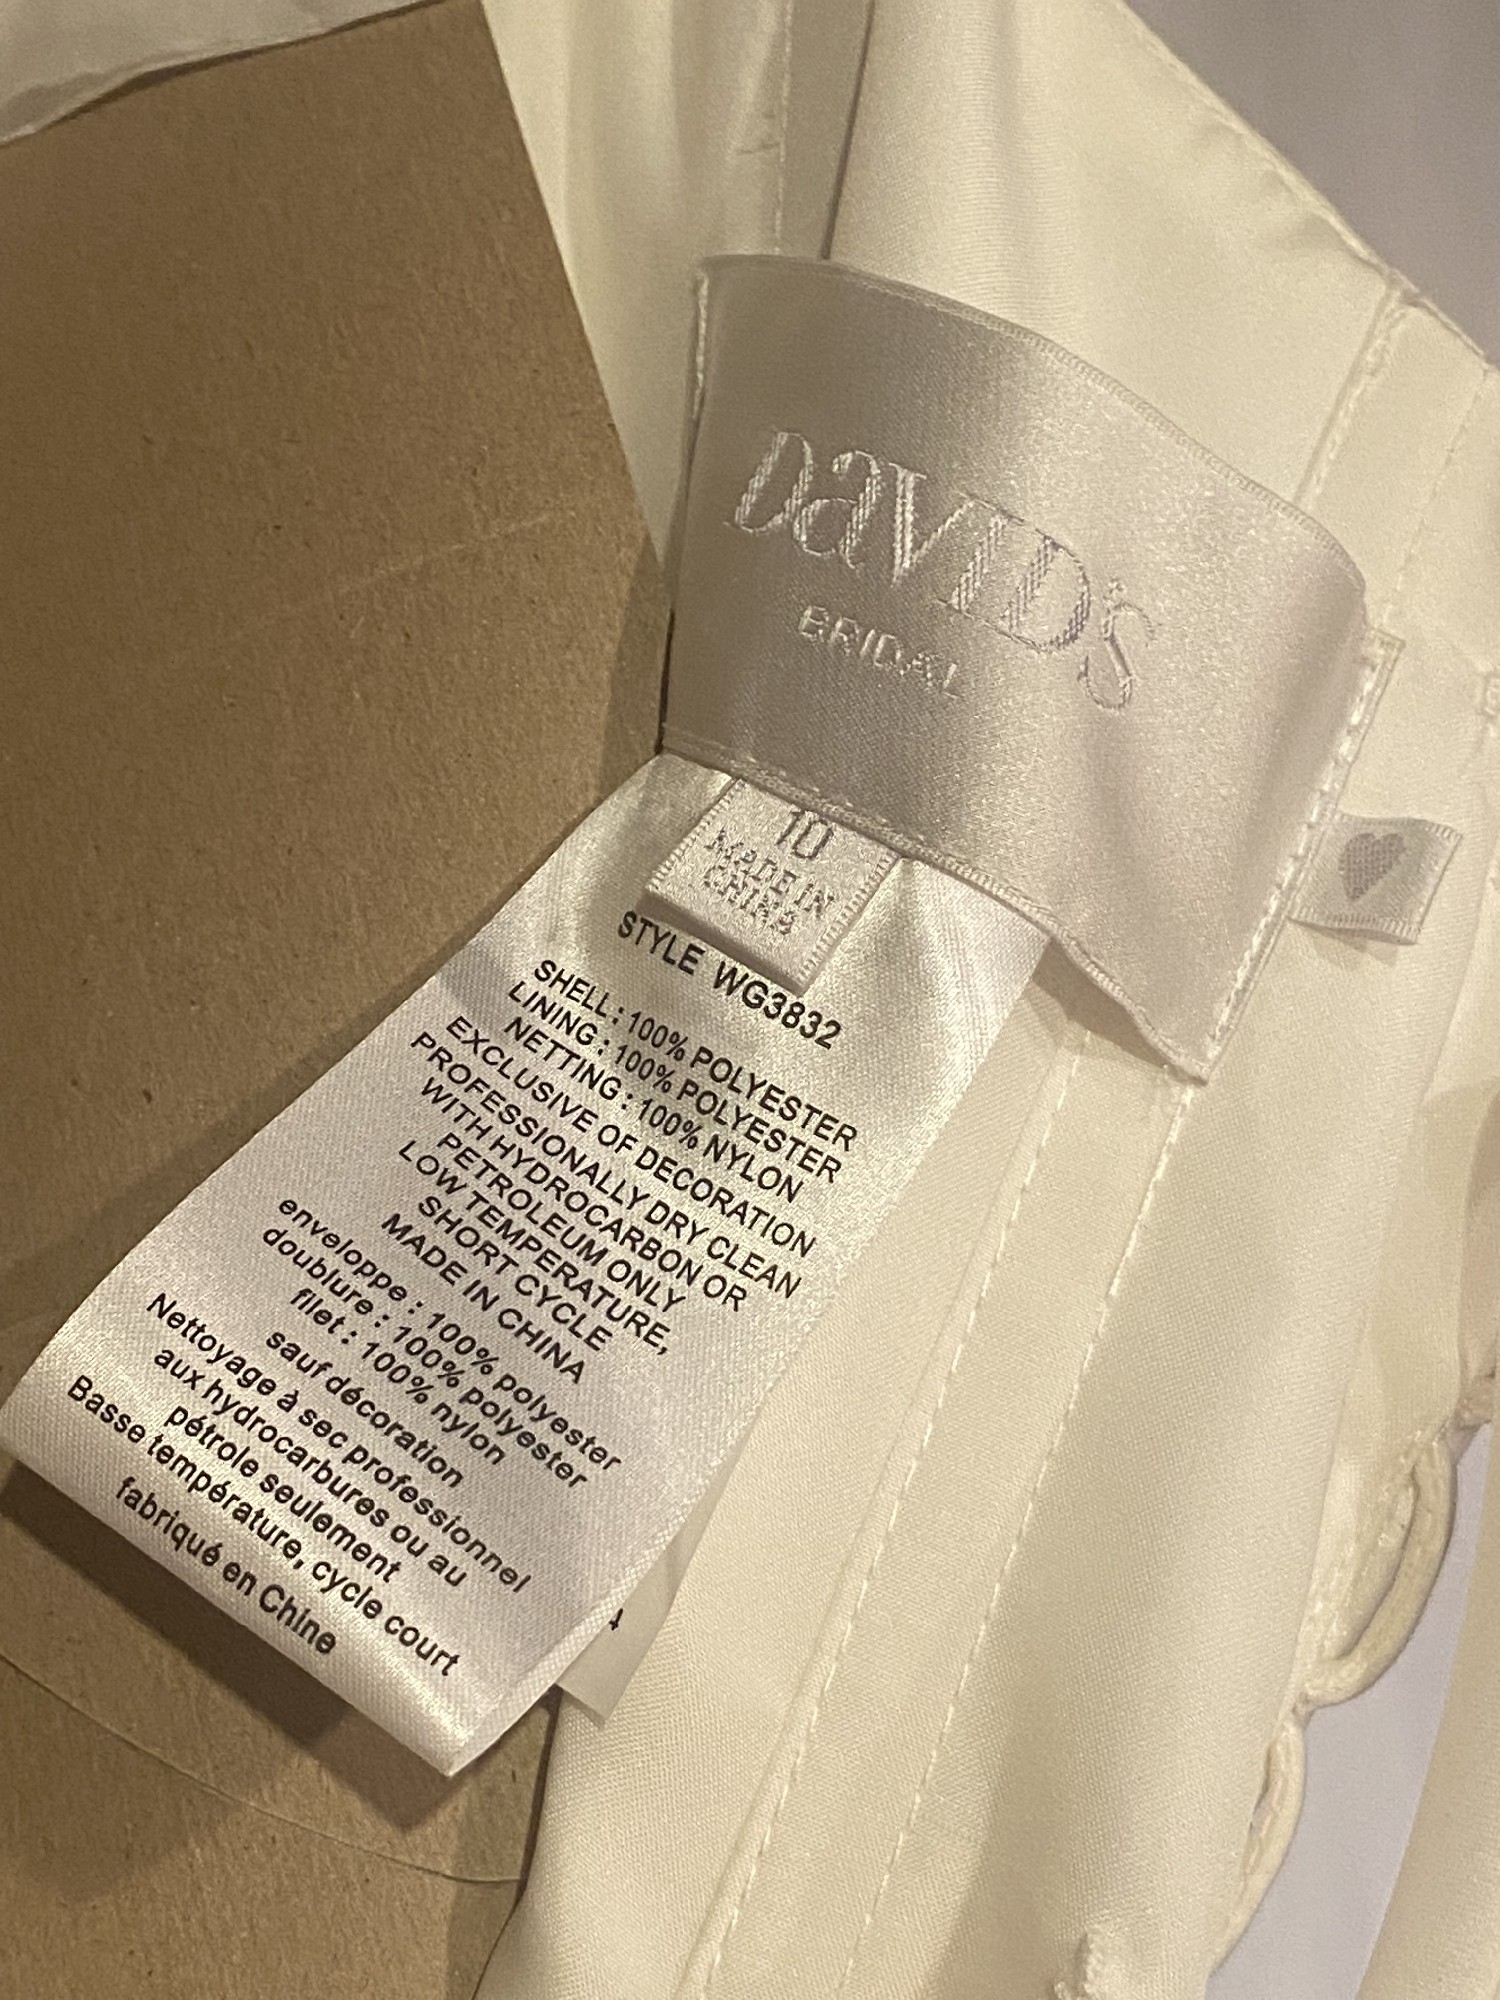 DAVID'S
BRIDAL
10
MADE IN
CHINA
STYLE WG3832
SHELL : 100% POLYESTER
LINING : 100% POLYESTER
NETTING : 100% NYLON
EXCLUSIVE OF DECORATION
PROFESSIONALLY DRY CLEAN
WITH HYDROCARBON OR
PETROLEUM ONLY
LOW TEMPERATURE,
SHORT CYCLE
MADE IN CHINA
enveloppe : 100% polyester
doublure : 100% polyester
filet : 100% nylon
sauf décoration
Nettoyage à sec professionnel
aux hydrocarbures ou au
pétrole seulement
Basse température, cycle court
fabriqué en Chine